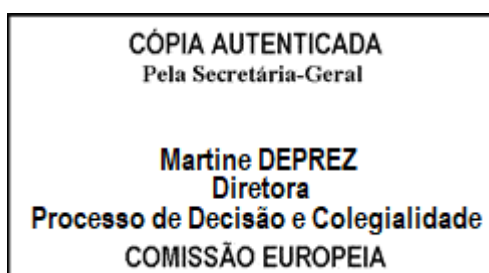 CÓPIA AUTENTICADA
Pela Secretária-Geral
Martine DEPREZ
Diretora
Processo de Decisão e Colegialidade
COMISSÃO EUROPEIA